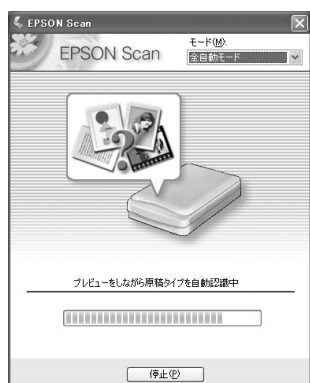 EPSON Scan
EPSON Scan
モード(M):
全自動モード
?
プレビューをしながら原稿タイプを自動認識中
停止(P)